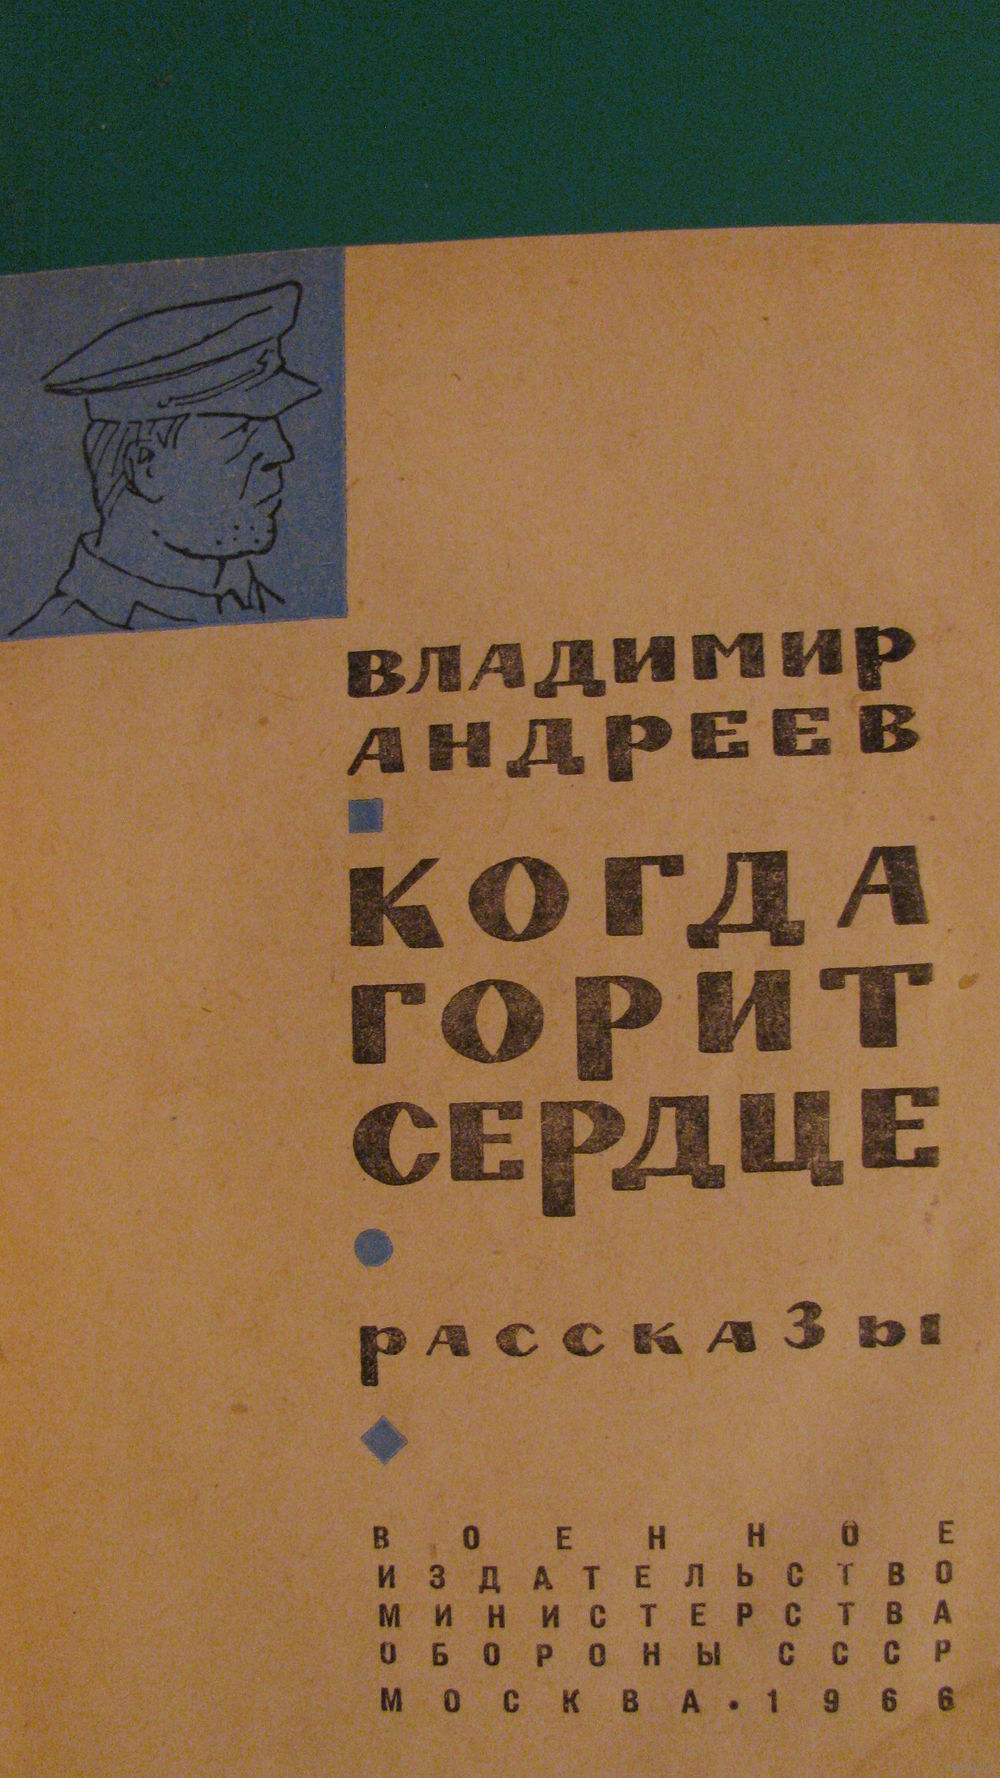 ВЛАДИМИР
АНДРЕЕВ
КОГДА
ГОРИТ
СЕРДЦЕ
рассказы
ВОЕННОЕ
ИЗДАТЕЛЬСТВО
МИНИСТЕРСТВА
ОБОРОНЫ СССР
МОСКВА • 1966